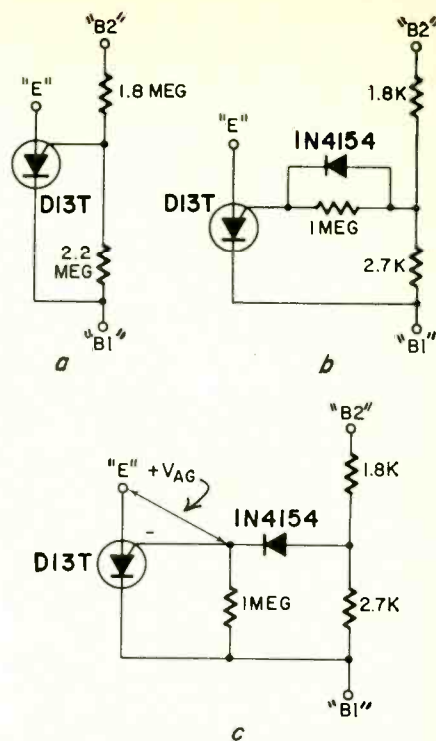 "B2"
"E"
1.8 MEG
D13T
2.2
MEG
"B1"
a
"B2"
1.8K
"E"
1N4154
D13T
1MEG
2.7K
"B1"
b
"B2"
1.8K
"E" +VAG
1N4154
D13T
-
1MEG
2.7K
"B1"
c